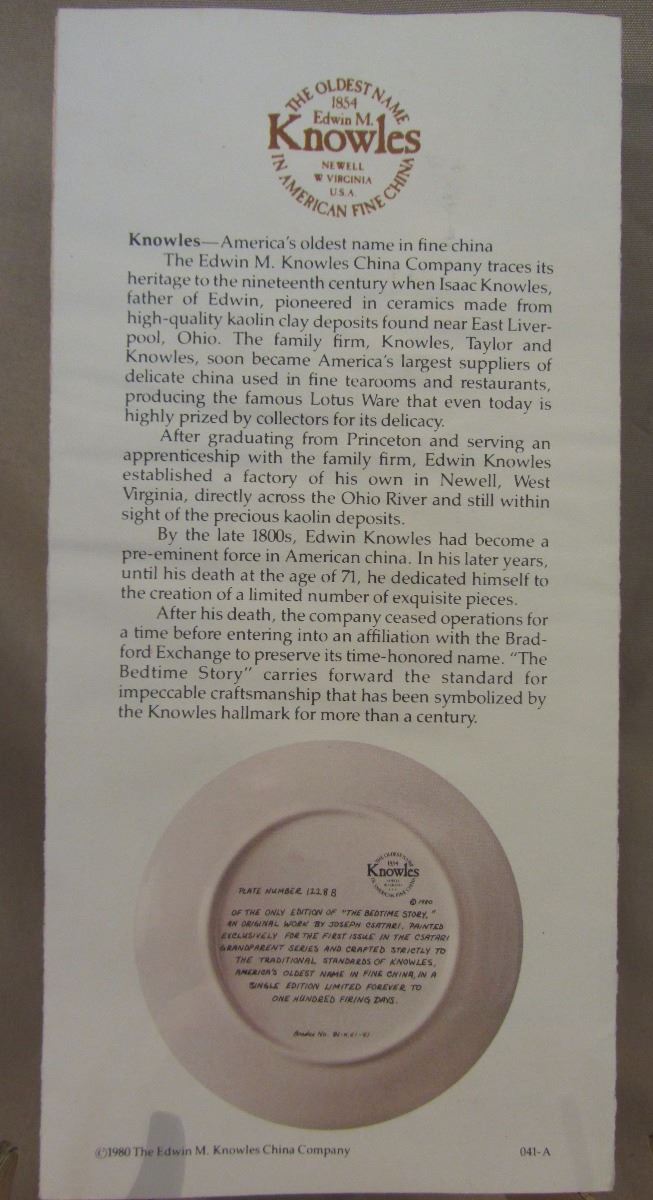 THE OLDEST NAME
1854
Edwin M.
Knowles
NEWELL
W VIRGINIA
U.S.A.
IN AMERICAN FINE CHINA
Knowles—America's oldest name in fine china
The Edwin M. Knowles China Company traces its
heritage to the nineteenth century when Isaac Knowles,
father of Edwin, pioneered in ceramics made from
high-quality kaolin clay deposits found near East Liver-
pool, Ohio. The family firm, Knowles, Taylor and
Knowles, soon became America's largest suppliers of
delicate china used in fine tearooms and restaurants,
producing the famous Lotus Ware that even today is
highly prized by collectors for its delicacy.
After graduating from Princeton and serving an
apprenticeship with the family firm, Edwin Knowles
established a factory of his own in Newell, West
Virginia, directly across the Ohio River and still within
sight of the precious kaolin deposits.
By the late 1800s, Edwin Knowles had become a
pre-eminent force in American china. In his later years,
until his death at the age of 71, he dedicated himself to
the creation of a limited number of exquisite pieces.
After his death, the company ceased operations for
a time before entering into an affiliation with the Brad-
ford Exchange to preserve its time-honored name. "The
Bedtime Story" carries forward the standard for
impeccable craftsmanship that has been symbolized by
the Knowles hallmark for more than a century.
THE OLDEST NAME
1854
Knowles
IN AMERICAN FINE CHINA
©1980
PLATE NUMBER 1228 B
OF THE ONLY EDITION OF "THE BEDTIME STORY,"
AN ORIGINAL WORK BY JOSEPH CSATARI, PAINTED
EXCLUSIVELY FOR THE FIRST ISSUE IN THE CSATARI
GRANDPARENT SERIES AND CRAFTED STRICTLY TO
THE TRADITIONAL STANDARDS OF KNOWLES,
AMERICA'S OLDEST NAME IN FINE CHINA, IN A
SINGLE EDITION LIMITED FOREVER TO
ONE HUNDRED FIRING DAYS.
Bradex No.
©1980 The Edwin M. Knowles China Company
041-A